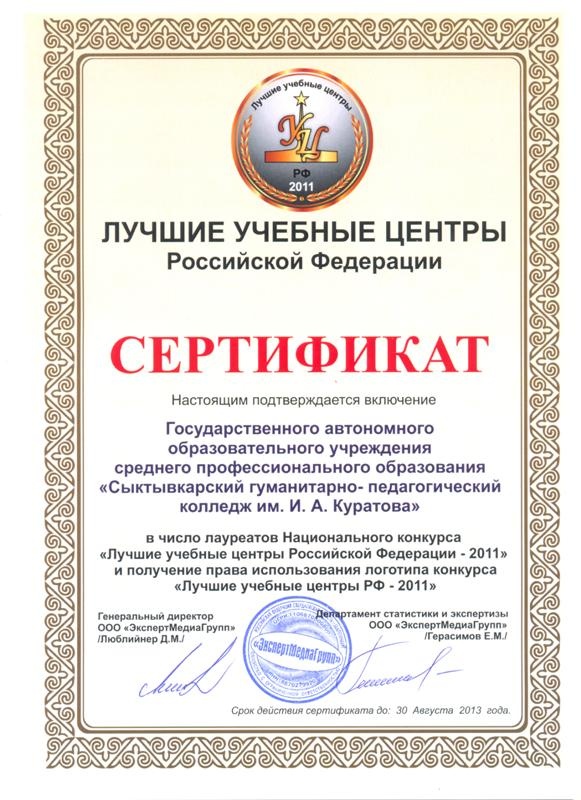 Лучшие учебные центры
УЦ
РФ
2011
ЛУЧШИЕ УЧЕБНЫЕ ЦЕНТРЫ
Российской Федерации
СЕРТИФИКАТ
Настоящим подтверждается включение
Государственного автономного
образовательного учреждения
среднего профессионального образования
«Сыктывкарский гуманитарно- педагогический
колледж им. И. А. Куратова»
в число лауреатов Национального конкурса
«Лучшие учебные центры Российской Федерации - 2011»
и получение права использования логотипа конкурса
«Лучшие учебные центры РФ - 2011»
Генеральный директор
ООО «ЭкспертМедиаГрупп»
/Люблийнер Д.М./
Департамент статистики и экспертизы
ООО «ЭкспертМедиаГрупп»
/Герасимов Е.М./
«ЭкспертМедиаГрупп»
Срок действия сертификата до: 30 Августа 2013 года.